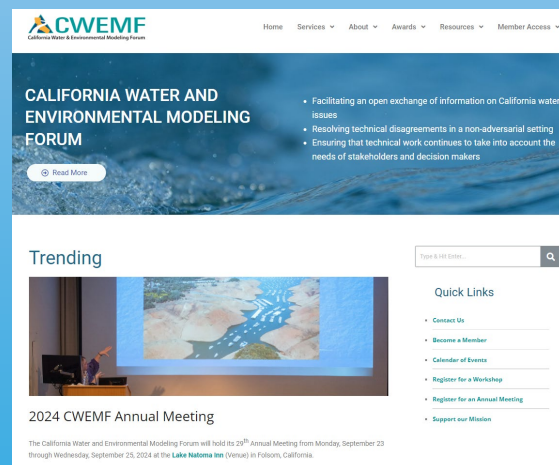 CWEMF
California Water & Environmental Modeling Forum
Home Services About Awards Resources Member Access
CALIFORNIA WATER AND
ENVIRONMENTAL MODELING
FORUM
Read More
• Facilitating an open exchange of information on California water
issues
• Resolving technical disagreements in a non-adversarial setting
• Ensuring that technical work continues to take into account the
needs of stakeholders and decision makers
Trending
2024 CWEMF Annual Meeting
The California Water and Environmental Modeling Forum will hold its 29th Annual Meeting from Monday, September 23
through Wednesday, September 25, 2024 at the Lake Natoma Inn (Venue) in Folsom, California.
Type & Hit Enter...
Quick Links
• Contact Us
• Become a Member
• Calendar of Events
• Register for a Workshop
• Register for an Annual Meeting
• Support our Mission